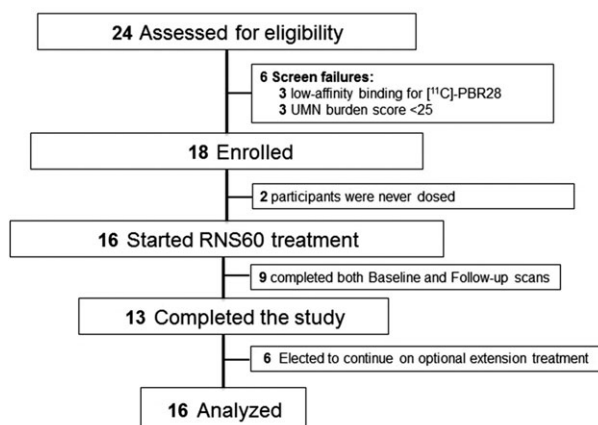 24 Assessed for eligibility
6 Screen failures:
3 low-affinity binding for [¹¹C]-PBR28
3 UMN burden score <25
18 Enrolled
2 participants were never dosed
16 Started RNS60 treatment
9 completed both Baseline and Follow-up scans
13 Completed the study
6 Elected to continue on optional extension treatment
16 Analyzed